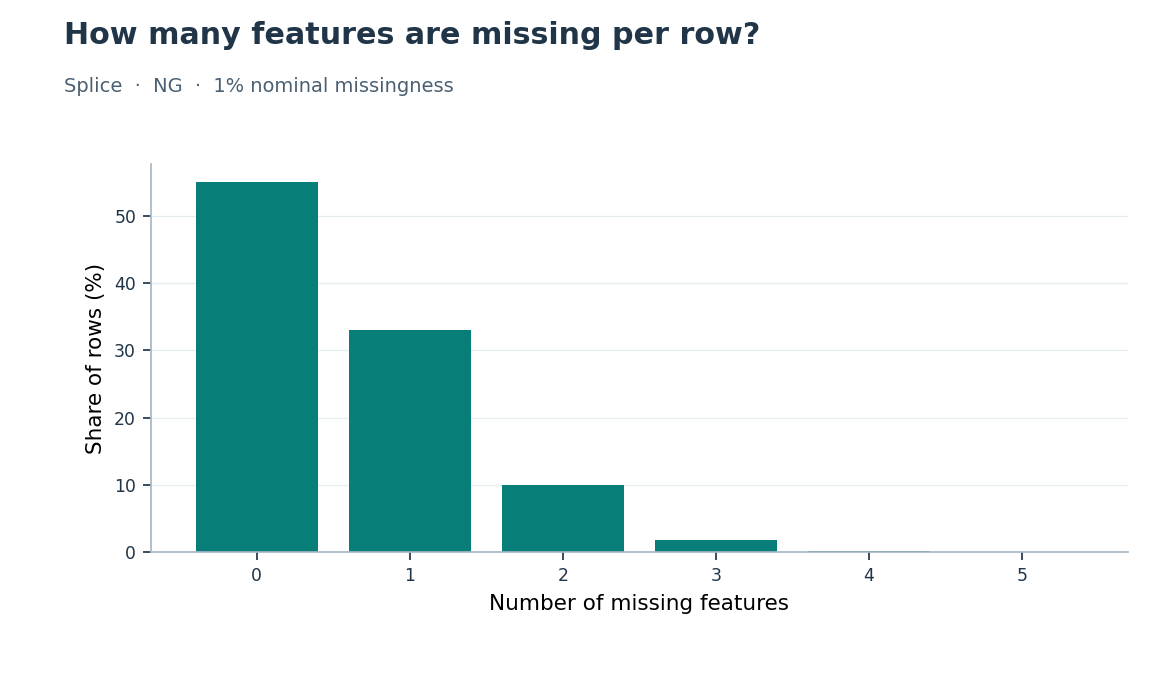 How many features are missing per row?
Splice · NG · 1% nominal missingness
Share of rows (%)
50
40
30
20
10
0
0 1 2 3 4 5
Number of missing features